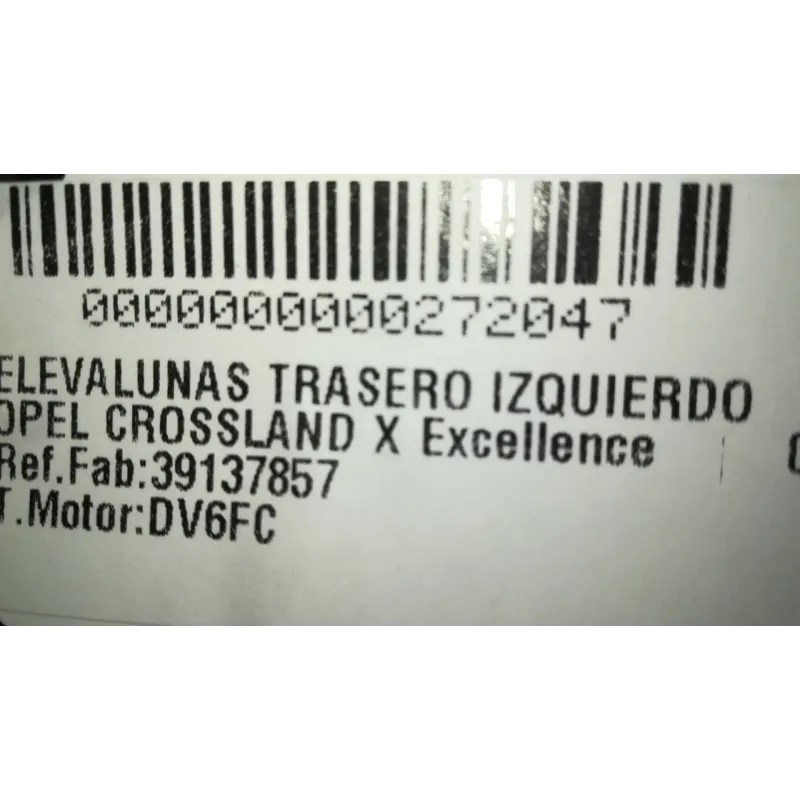 0000000000272047
ELEVALUNAS TRASERO IZQUIERDO
OPEL CROSSLAND X Excellence
Ref.Fab:39137857
T.Motor:DV6FC